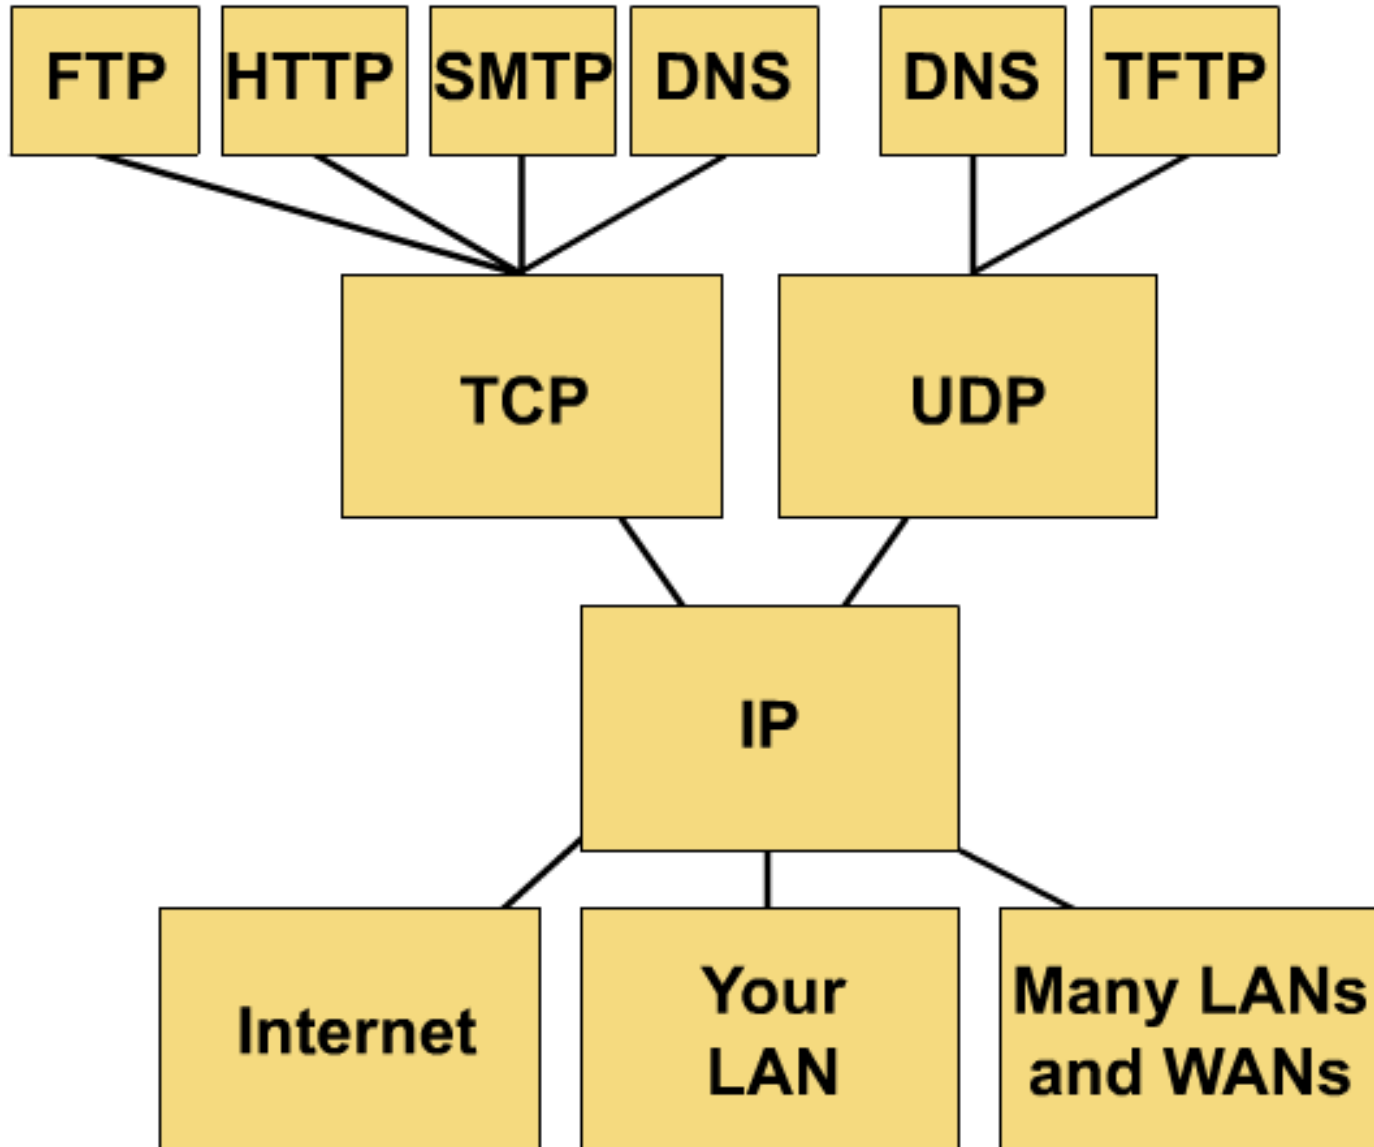 FTP
HTTP
SMTP
DNS
DNS
TFTP
TCP
UDP
IP
Internet
Your
LAN
Many LANs
and WANs